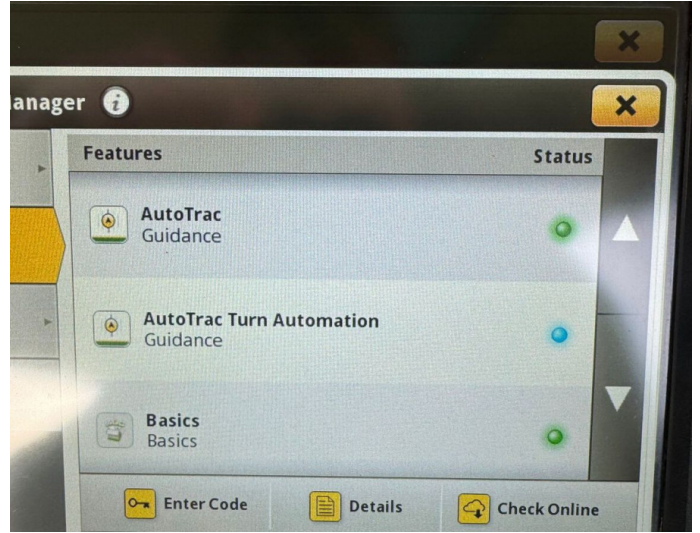 anager
Features Status
AutoTrac
Guidance
AutoTrac Turn Automation
Guidance
Basics
Basics
Enter Code Details Check Online